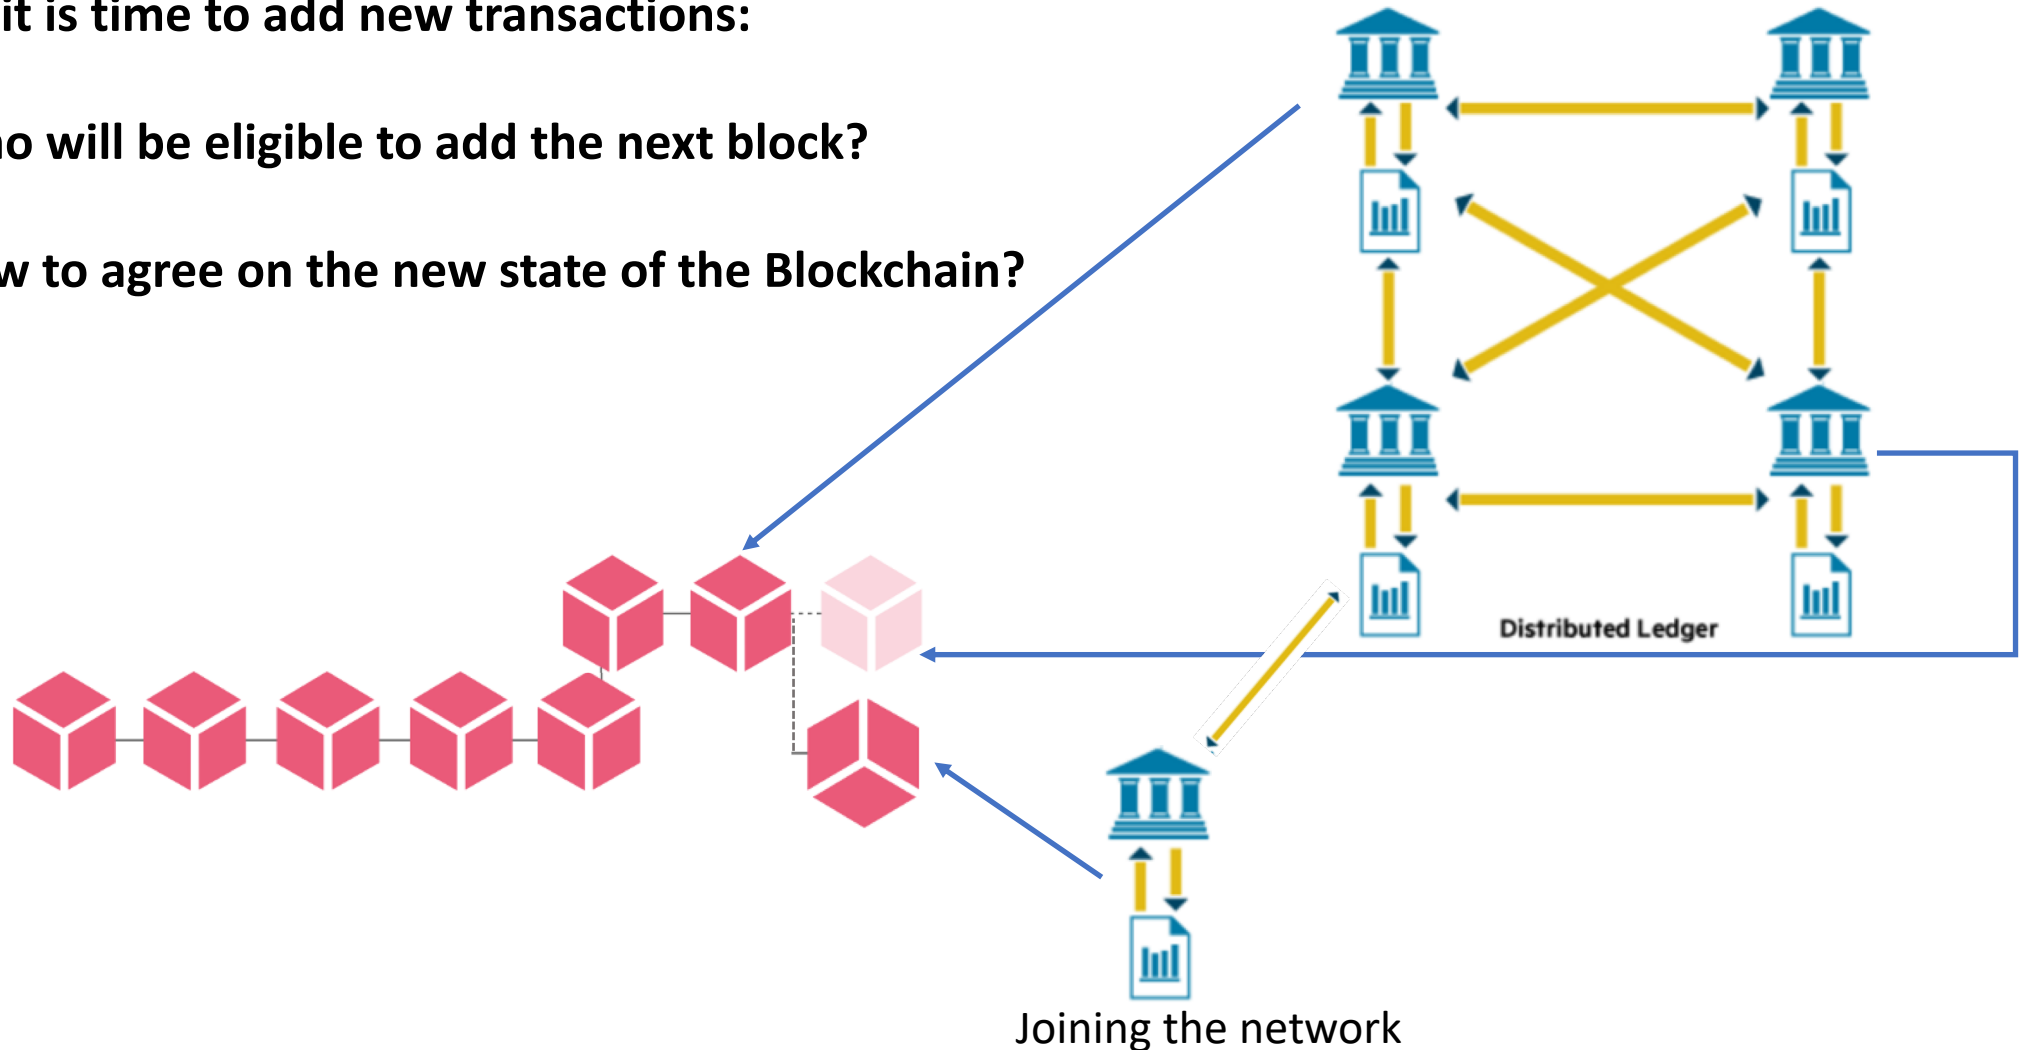 it is time to add new transactions:
o will be eligible to add the next block?
w to agree on the new state of the Blockchain?
Distributed Ledger
Joining the network